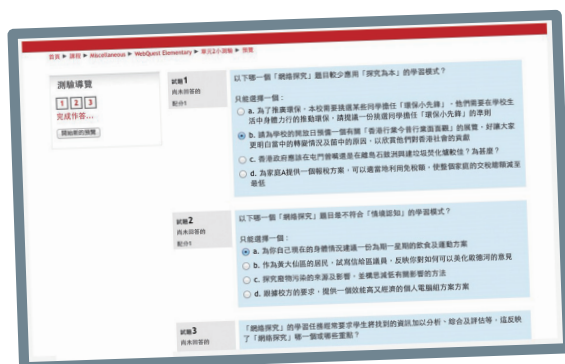 首頁 ► 課程 ► Miscellaneous ► WebQuest Elementary ► 單元2小測驗 ► 預覽
測驗導覽
1 2 3
完成作答...
開始新的預覽
試題1
尚未回答的
配分1
以下哪一個「網絡探究」題目較少應用「探究為本」的學習模式？
只能選擇一個：
a. 為了推廣環保，本校需要挑選某些同學擔任「環保小先鋒」，他們需要在學校生
活中身體力行的推動環保，請提議一份挑選同學擔任「環保小先鋒」的準則
b. 請為學校的開放日預備一個有關「香港行業今昔行業面面觀」的展覽，好讓大家
更明白當中的轉變情況及箇中的原因，以欣賞他們對香港社會的貢獻
c. 香港政府應該在屯門曾咀還是在離島石鼓洲興建垃圾焚化爐較佳？為甚麼？
d. 為家庭A提供一個報稅方案，可以適當地利用免稅額，使整個家庭的交稅總額減至
最低
試題2
尚未回答的
配分1
以下哪一個「網絡探究」題目是不符合「情境認知」的學習模式？
只能選擇一個：
a. 為你自己現在的身體情況建議一份為期一星期的飲食及運動方案
b. 作為黃大仙區的居民，試寫信給區議員，反映你對如何可以美化啟德河的意見
c. 探究廢物污染的來源及影響，並構思減低有關影響的方法
d. 跟據校方的要求，提供一個效能高又經濟的個人電腦組方案方案
試題3
尚未回答的
「網絡探究」的學習任務經常要求學生將找到的資訊加以分析、綜合及評估等，這反映
了「網絡探究」哪一個或哪些重點？